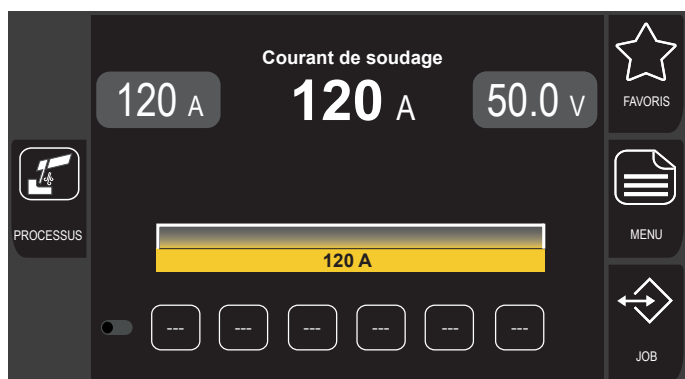 Courant de soudage
120 A
120 A
50.0 V
FAVORIS
PROCESSUS
MENU
120 A
--- --- --- --- --- ---
JOB